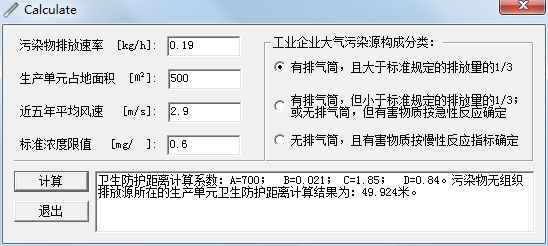 Calculate
污染物排放速率 [kg/h]: 0.19
生产单元占地面积 [m²]: 500
近五年平均风速 [m/s]: 2.9
标准浓度限值 [mg/ ]: 0.6
工业企业大气污染源构成分类:
有排气筒，且大于标准规定的排放量的1/3
有排气筒，但小于标准规定的排放量的1/3；
或无排气筒，但有害物质按急性反应确定
无排气筒，且有害物质按慢性反应指标确定
计算
退出
卫生防护距离计算系数：A=700； B=0.021； C=1.85； D=0.84。污染物无组织
排放源所在的生产单元卫生防护距离计算结果为：49.924米。